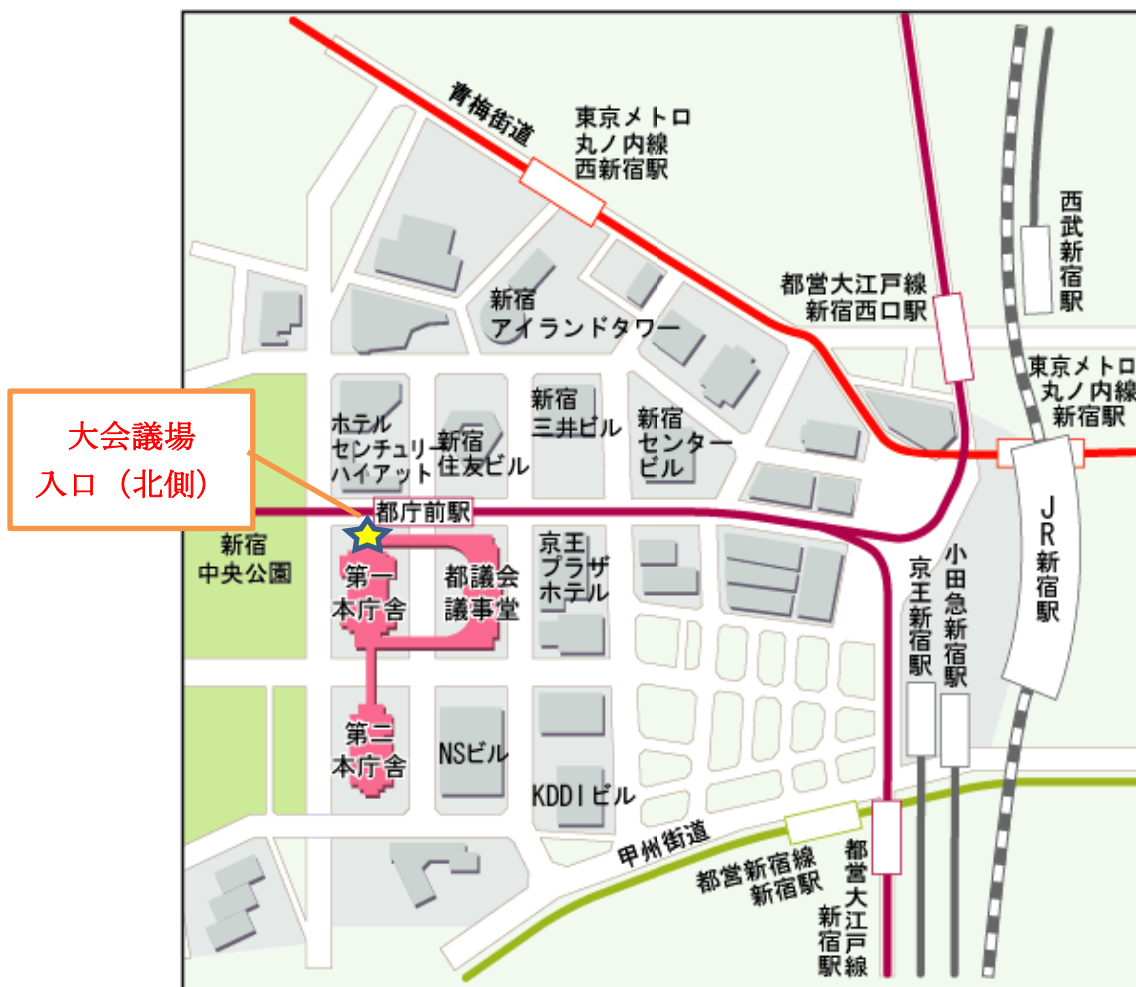 青梅街道
東京メトロ
丸ノ内線
西新宿駅
西武新宿駅
都営大江戸線
新宿西口駅
新宿
アイランドタワー
東京メトロ
丸ノ内線
新宿駅
大会議場
入口（北側）
ホテル
センチュリー
ハイアット
新宿
住友ビル
新宿
三井ビル
新宿
センター
ビル
都庁前駅
JR新宿駅
新宿
中央公園
第一
本庁舎
都議会
議事堂
京王
プラザ
ホテル
京王新宿駅
小田急新宿駅
第二
本庁舎
NSビル
KDDIビル
甲州街道
都営新宿線
新宿駅
都営大江戸線
新宿駅